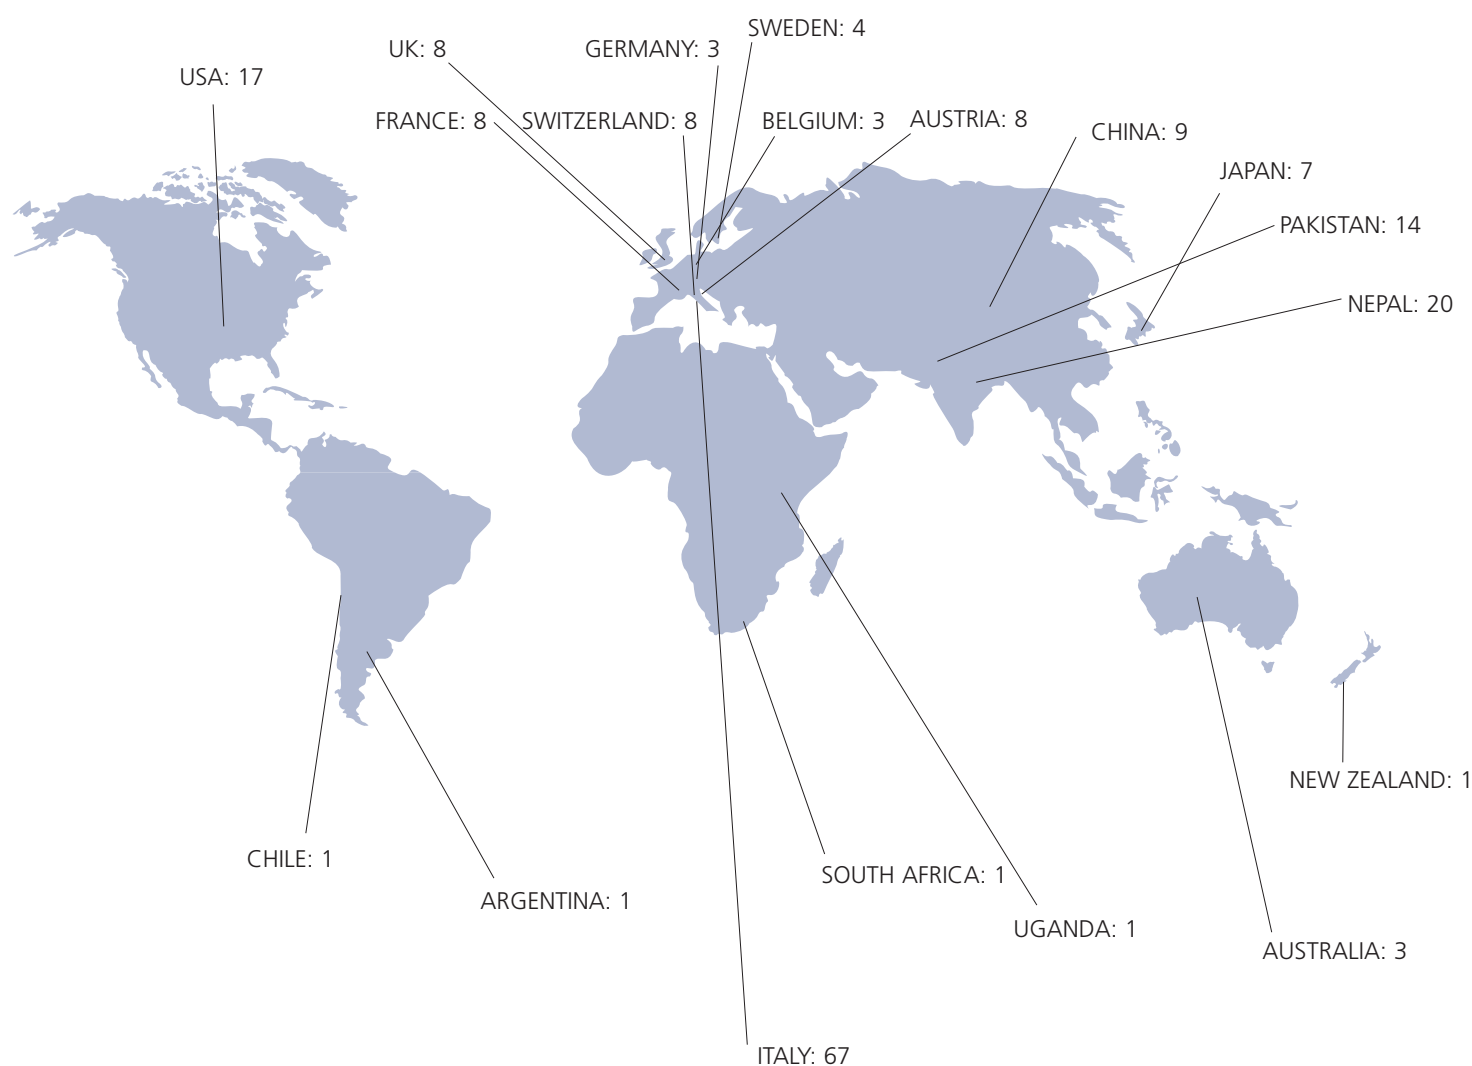 SWEDEN: 4
UK: 8
GERMANY: 3
USA: 17
FRANCE: 8
SWITZERLAND: 8
BELGIUM: 3
AUSTRIA: 8
CHINA: 9
JAPAN: 7
PAKISTAN: 14
NEPAL: 20
NEW ZEALAND: 1
CHILE: 1
SOUTH AFRICA: 1
ARGENTINA: 1
UGANDA: 1
AUSTRALIA: 3
ITALY: 67